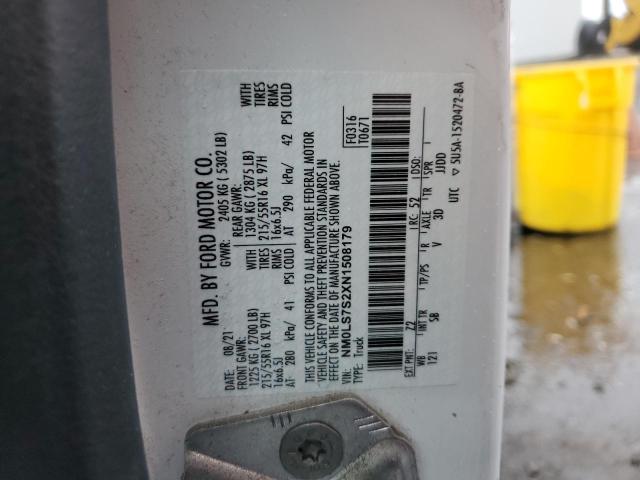 MFD. BY FORD MOTOR CO.
DATE: 08/21 GVWR: 2405 KG ( 5302 LB)
FRONT GAWR: REAR GAWR:
1225 KG ( 2700 LB) 1304 KG ( 2875 LB) WITH
215/55R16 XL 97H 215/55R16 XL 97H TIRES
16x6.5J 16x6.5J RIMS
AT 280 kPa/ 41 PSI COLD AT 290 kPa/ 42 PSI COLD
THIS VEHICLE CONFORMS TO ALL APPLICABLE FEDERAL MOTOR
VEHICLE SAFETY AND THEFT PREVENTION STANDARDS IN
EFFECT ON THE DATE OF MANUFACTURE SHOWN ABOVE.
VIN: NM0LS7S2XN1508179 F0316
TYPE: Truck T0671
EXT PNT: Z2 RC: 52 DSO:
WB INT TR TP/PS R AXLE TR SPR
121 SB V 3D JJDD
UTC ▽ 5U5A-1520472-BA
WITH
TIRES
RIMS